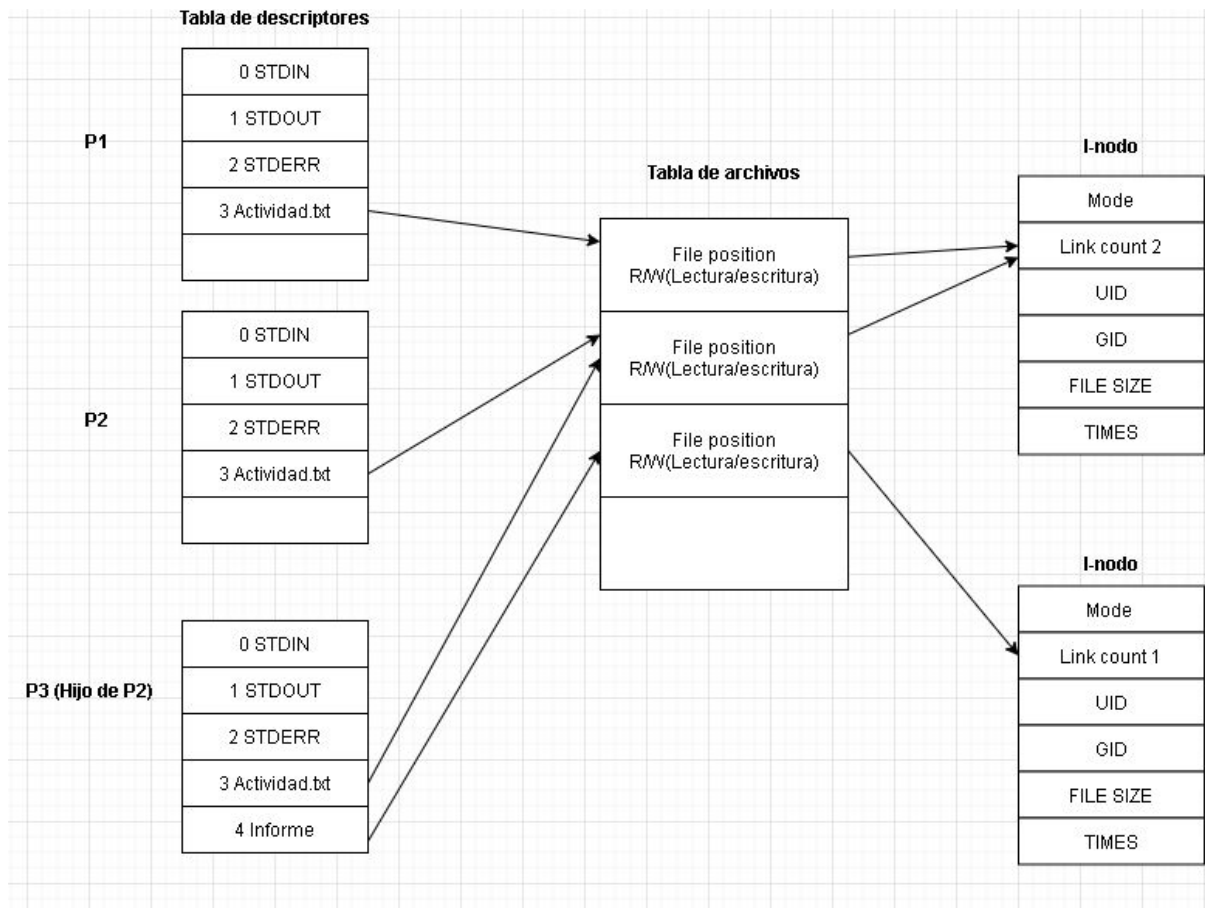 Tabla de descriptores
P1
0 STDIN
1 STDOUT
2 STDERR
3 Actividad.txt
P2
0 STDIN
1 STDOUT
2 STDERR
3 Actividad.txt
P3 (Hijo de P2)
0 STDIN
1 STDOUT
2 STDERR
3 Actividad.txt
4 Informe
Tabla de archivos
File position
R/W(Lectura/escritura)
File position
R/W(Lectura/escritura)
File position
R/W(Lectura/escritura)
I-nodo
Mode
Link count 2
UID
GID
FILE SIZE
TIMES
I-nodo
Mode
Link count 1
UID
GID
FILE SIZE
TIMES